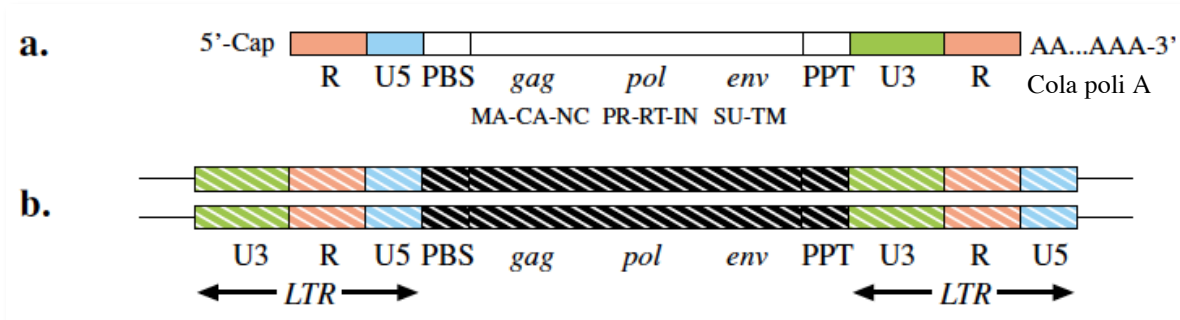 a.
5’-Cap AA...AAA-3’
R U5 PBS gag pol env PPT U3 R Cola poli A
MA-CA-NC PR-RT-IN SU-TM
b.
U3 R U5 PBS gag pol env PPT U3 R U5
LTR LTR